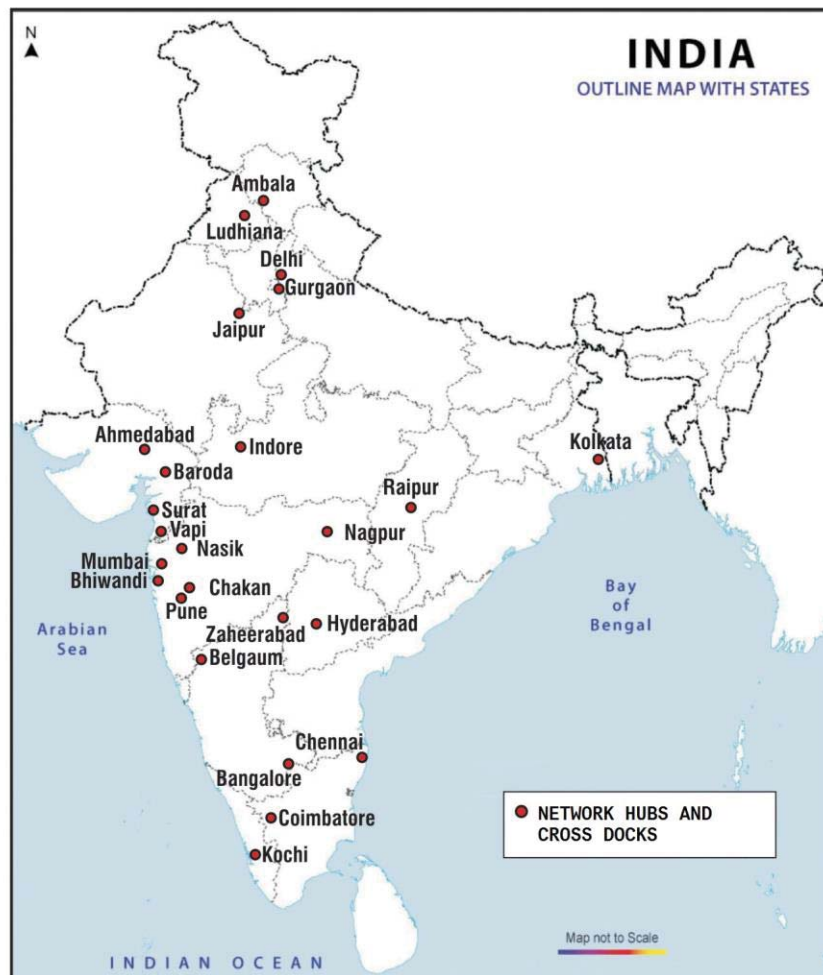 N
INDIA
OUTLINE MAP WITH STATES
Ambala
Ludhiana
Delhi
Gurgaon
Jaipur
Ahmedabad
Indore
Kolkata
Baroda
Raipur
Surat
Vapi
Nagpur
Nasik
Mumbai
Bhiwandi
Chakan
Pune
Bay
of
Bengal
Arabian
Sea
Zaheerabad
Hyderabad
Belgaum
Chennai
Bangalore
Coimbatore
NETWORK HUBS AND
CROSS DOCKS
Kochi
Map not to Scale
INDIAN OCEAN